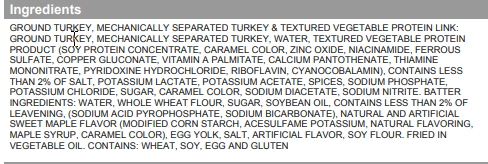 Ingredients
GROUND TURKEY, MECHANICALLY SEPARATED TURKEY & TEXTURED VEGETABLE PROTEIN LINK:
GROUND TURKEY, MECHANICALLY SEPARATED TURKEY, WATER, TEXTURED VEGETABLE PROTEIN
PRODUCT (SOY PROTEIN CONCENTRATE, CARAMEL COLOR, ZINC OXIDE, NIACINAMIDE, FERROUS
SULFATE, COPPER GLUCONATE, VITAMIN A PALMITATE, CALCIUM PANTOTHENATE, THIAMINE
MONONITRATE, PYRIDOXINE HYDROCHLORIDE, RIBOFLAVIN, CYANOCOBALAMIN), CONTAINS LESS
THAN 2% OF SALT, POTASSIUM LACTATE, POTASSIUM ACETATE, SPICES, SODIUM PHOSPHATE,
POTASSIUM CHLORIDE, SUGAR, CARAMEL COLOR, SODIUM DIACETATE, SODIUM NITRITE. BATTER
INGREDIENTS: WATER, WHOLE WHEAT FLOUR, SUGAR, SOYBEAN OIL, CONTAINS LESS THAN 2% OF
LEAVENING, (SODIUM ACID PYROPHOSPHATE, SODIUM BICARBONATE), NATURAL AND ARTIFICIAL
SWEET MAPLE FLAVOR (MODIFIED CORN STARCH, ACESULFAME POTASSIUM, NATURAL FLAVORING,
MAPLE SYRUP, CARAMEL COLOR), EGG YOLK, SALT, ARTIFICIAL FLAVOR, SOY FLOUR. FRIED IN
VEGETABLE OIL. CONTAINS: WHEAT, SOY, EGG AND GLUTEN